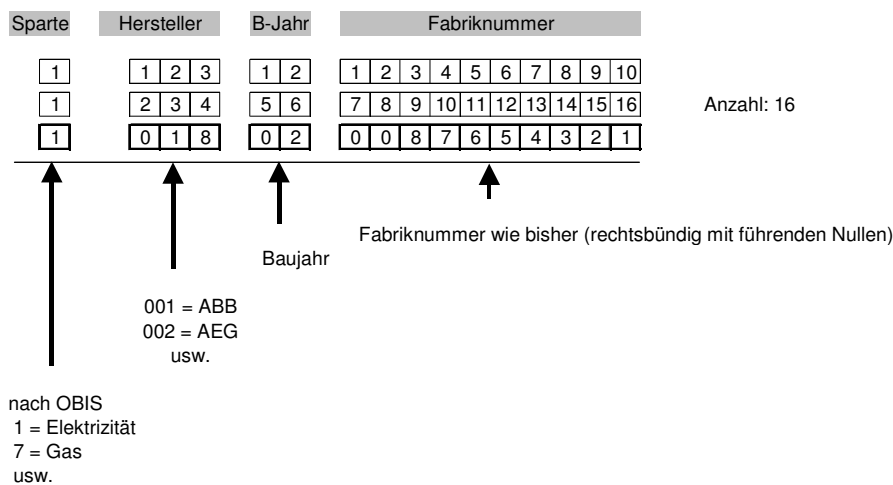 Sparte Hersteller B-Jahr Fabriknummer
1 1 2 3 1 2 1 2 3 4 5 6 7 8 9 10
1 2 3 4 5 6 7 8 9 10 11 12 13 14 15 16 Anzahl: 16
1 0 1 8 0 2 0 0 8 7 6 5 4 3 2 1
Fabriknummer wie bisher (rechtsbündig mit führenden Nullen)
Baujahr
001 = ABB
002 = AEG
usw.
nach OBIS
1 = Elektrizität
7 = Gas
usw.